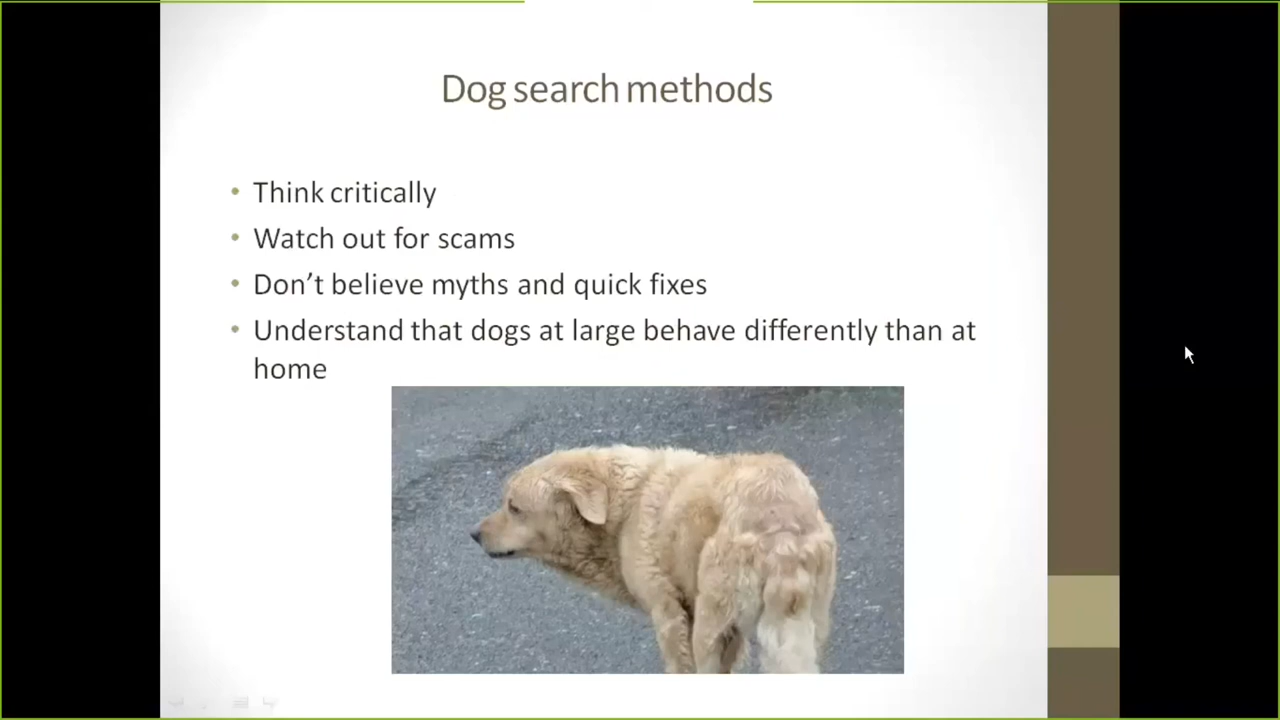 Dog search methods
• Think critically
• Watch out for scams
• Don’t believe myths and quick fixes
• Understand that dogs at large behave differently than at
home